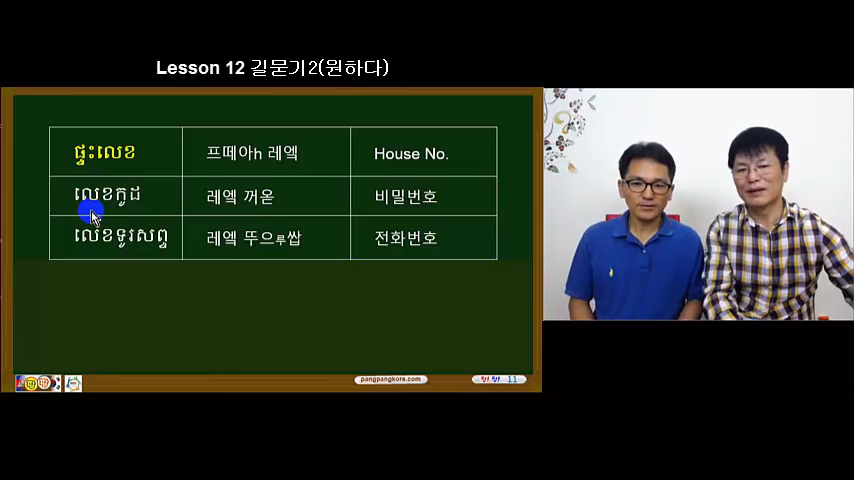 Lesson 12 길묻기2(원하다)
ផ្ទះលេខ 프떼아h 레엑 House No.
លេខកូដ 레엑 꺼온 비밀번호
លេខទូរសព្ទ 레엑 뚜으루쌉 전화번호
pangpangkore.com
11